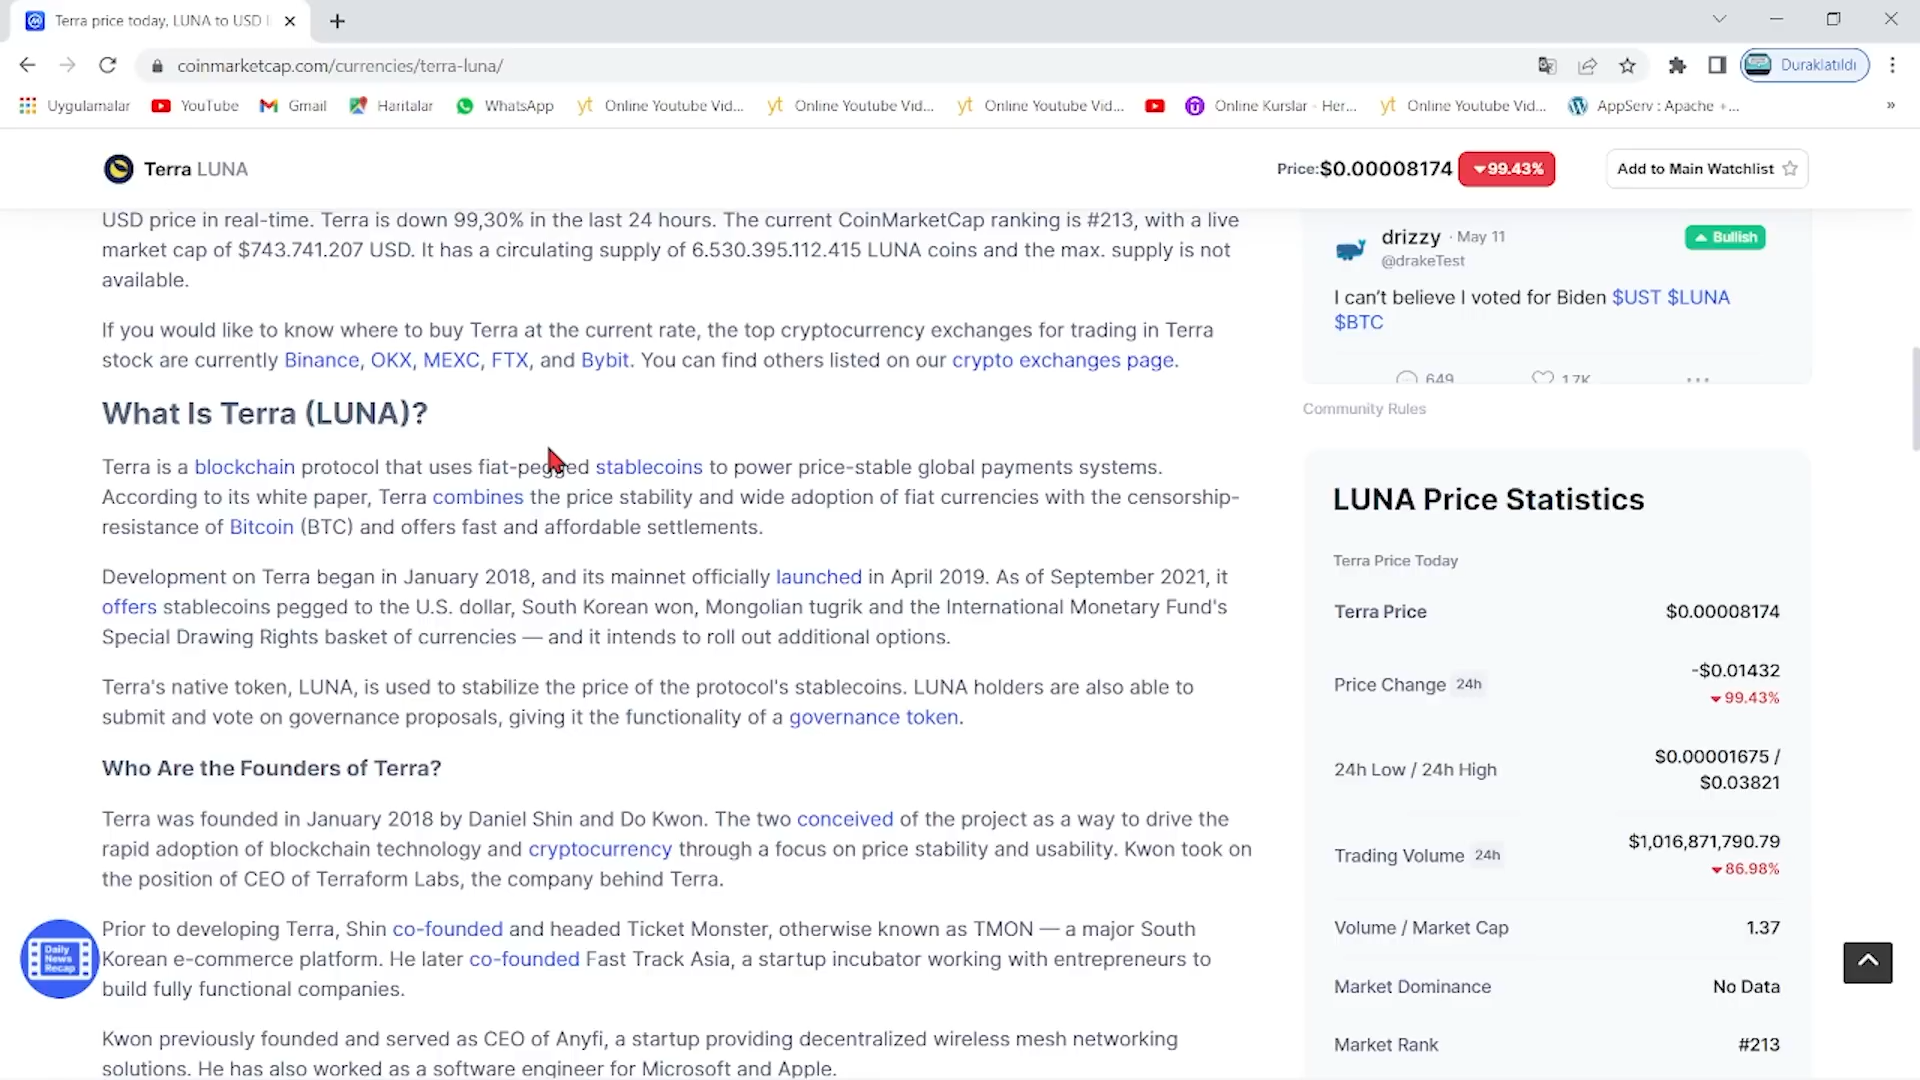 Terra price today, LUNA to USD l
coinmarketcap.com/currencies/terra-luna/
Duraklatıldı
Uygulamalar
YouTube
Gmail
Haritalar
WhatsApp
yt Online Youtube Vid...
yt Online Youtube Vid...
yt Online Youtube Vid...
Online Kurslar - Her...
yt Online Youtube Vid...
AppServ : Apache +...
»
Terra LUNA
Price:$0.00008174
99.43%
Add to Main Watchlist
USD price in real-time. Terra is down 99,30% in the last 24 hours. The current CoinMarketCap ranking is #213, with a live
market cap of $743.741.207 USD. It has a circulating supply of 6.530.395.112.415 LUNA coins and the max. supply is not
available.
If you would like to know where to buy Terra at the current rate, the top cryptocurrency exchanges for trading in Terra
stock are currently Binance, OKX, MEXC, FTX, and Bybit. You can find others listed on our crypto exchanges page.
What Is Terra (LUNA)?
Terra is a blockchain protocol that uses fiat-pegged stablecoins to power price-stable global payments systems.
According to its white paper, Terra combines the price stability and wide adoption of fiat currencies with the censorship-
resistance of Bitcoin (BTC) and offers fast and affordable settlements.
Development on Terra began in January 2018, and its mainnet officially launched in April 2019. As of September 2021, it
offers stablecoins pegged to the U.S. dollar, South Korean won, Mongolian tugrik and the International Monetary Fund's
Special Drawing Rights basket of currencies — and it intends to roll out additional options.
Terra's native token, LUNA, is used to stabilize the price of the protocol's stablecoins. LUNA holders are also able to
submit and vote on governance proposals, giving it the functionality of a governance token.
Who Are the Founders of Terra?
Terra was founded in January 2018 by Daniel Shin and Do Kwon. The two conceived of the project as a way to drive the
rapid adoption of blockchain technology and cryptocurrency through a focus on price stability and usability. Kwon took on
the position of CEO of Terraform Labs, the company behind Terra.
Prior to developing Terra, Shin co-founded and headed Ticket Monster, otherwise known as TMON — a major South
Korean e-commerce platform. He later co-founded Fast Track Asia, a startup incubator working with entrepreneurs to
build fully functional companies.
Kwon previously founded and served as CEO of Anyfi, a startup providing decentralized wireless mesh networking
solutions. He has also worked as a software engineer for Microsoft and Apple.
Daily
News
Recap
drizzy · May 11
Bullish
@drakeTest
I can't believe I voted for Biden $UST $LUNA
$BTC
649
1.7K
Community Rules
LUNA Price Statistics
Terra Price Today
Terra Price
$0.00008174
Price Change 24h
-$0.01432
99.43%
24h Low / 24h High
$0.00001675 /
$0.03821
Trading Volume 24h
$1,016,871,790.79
86.98%
Volume / Market Cap
1.37
Market Dominance
No Data
Market Rank
#213